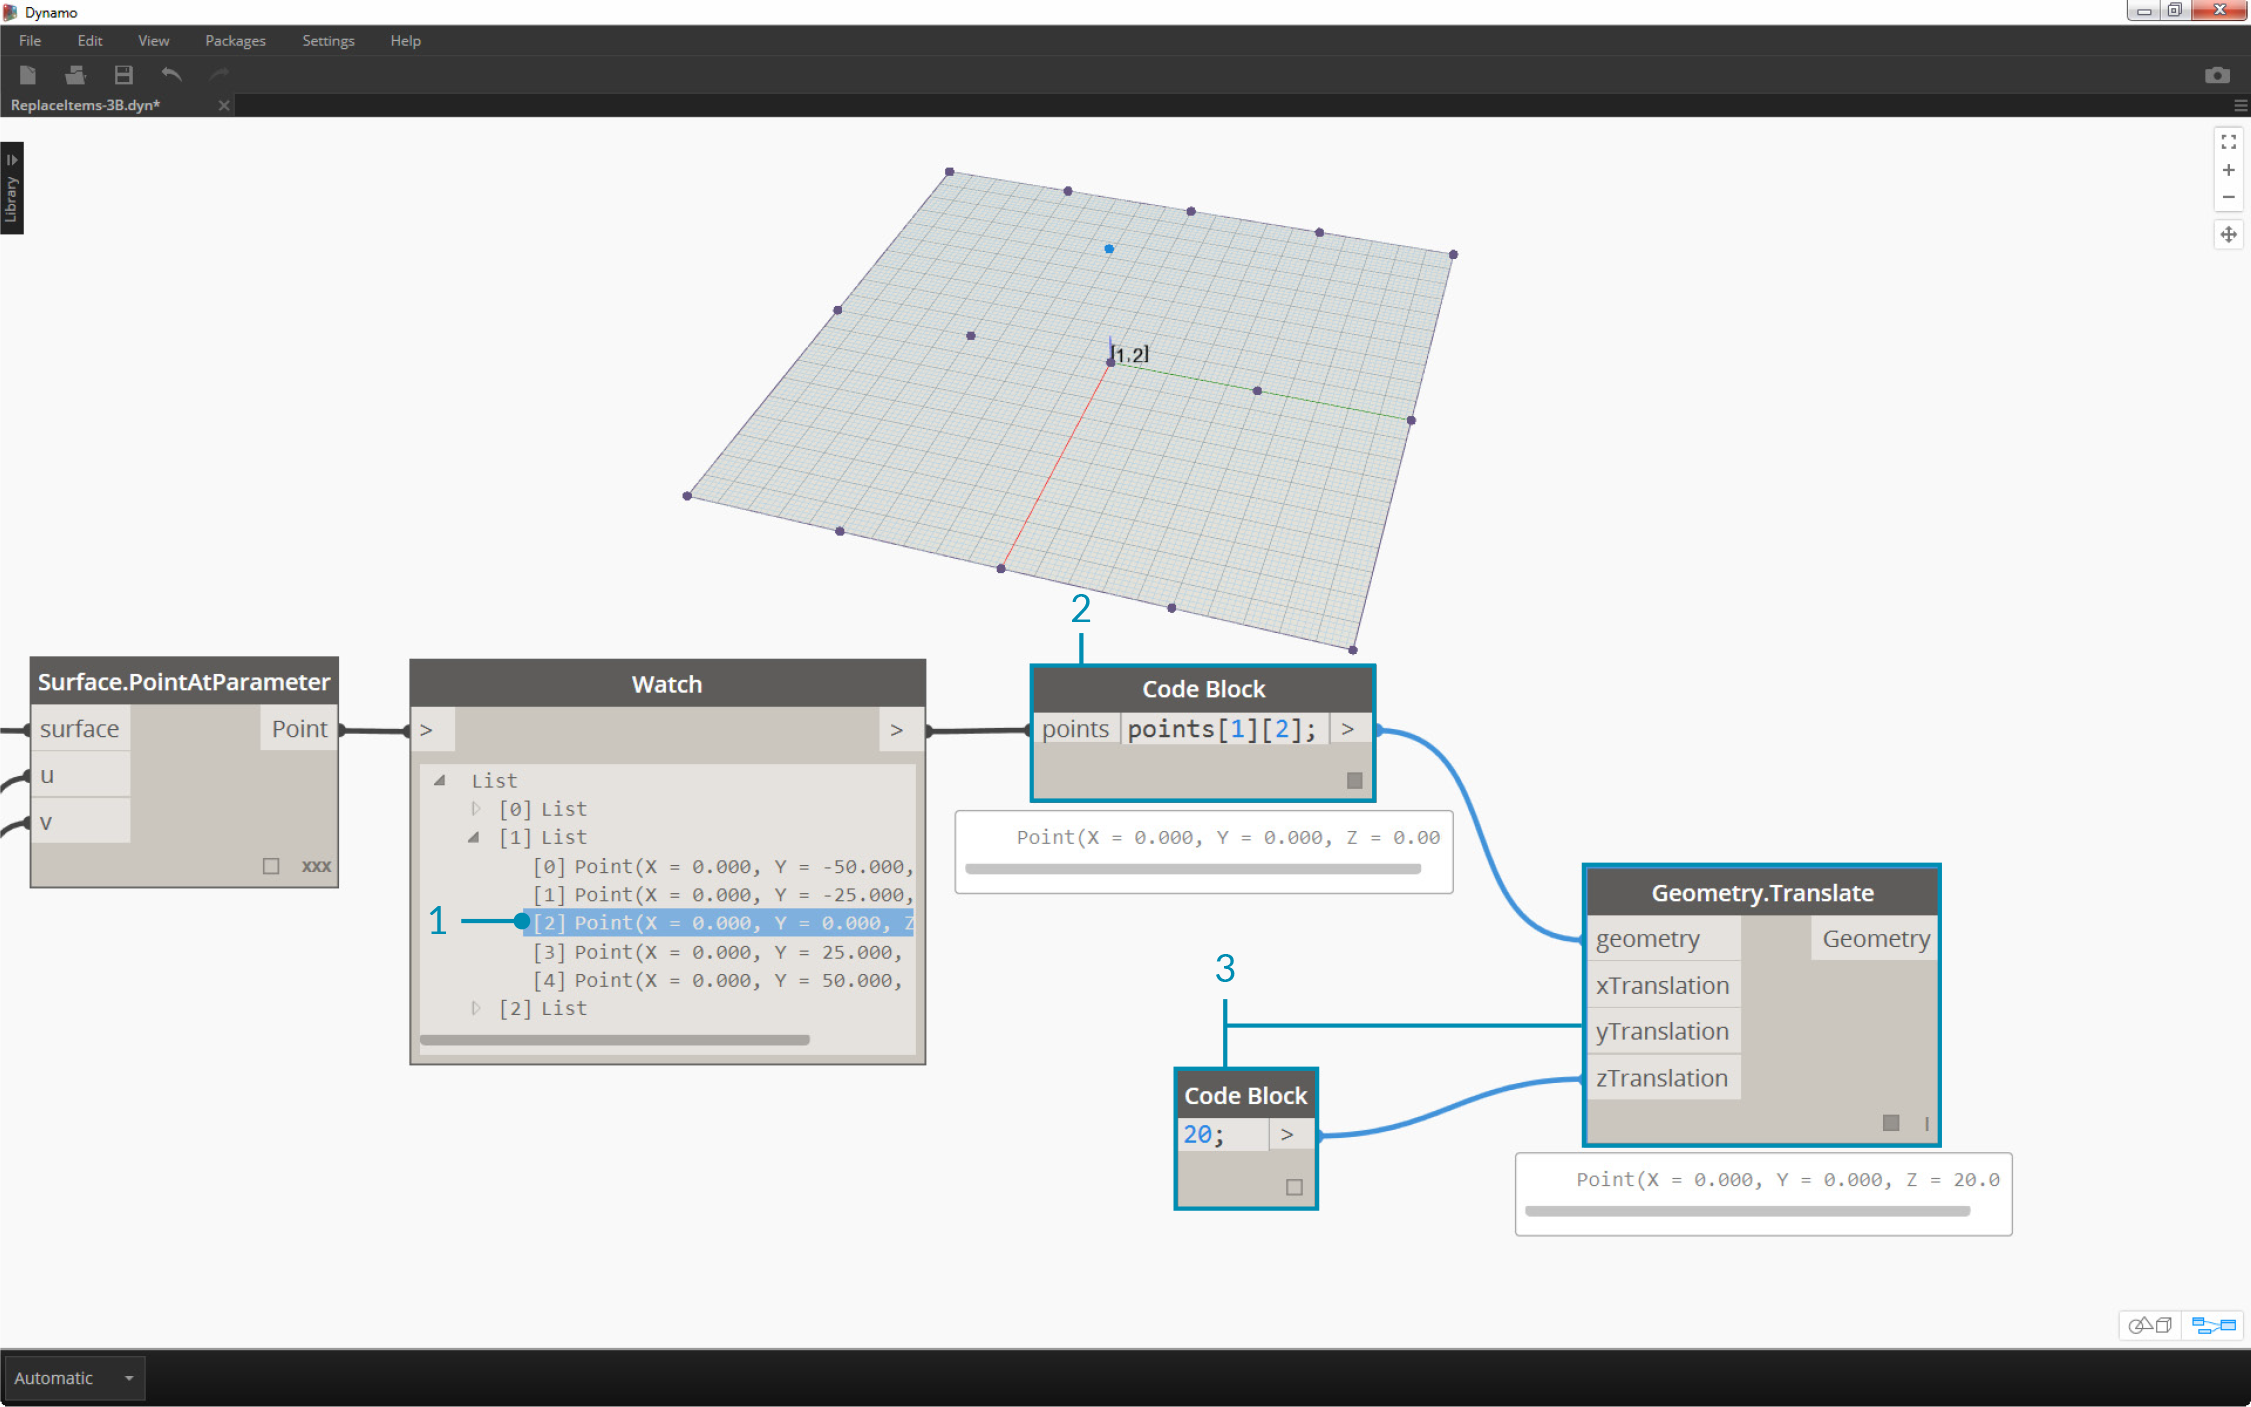 Dynamo
File Edit View Packages Settings Help
ReplaceItems-3B.dyn*
Library
[1,2]
2
Surface.PointAtParameter
surface Point
u
v
xxx
Watch
> >
List
[0] List
[1] List
[0] Point(X = 0.000, Y = -50.000,
[1] Point(X = 0.000, Y = -25.000,
1
[2] Point(X = 0.000, Y = 0.000, Z
[3] Point(X = 0.000, Y = 25.000,
[4] Point(X = 0.000, Y = 50.000,
[2] List
Code Block
points points[1][2]; >
Point(X = 0.000, Y = 0.000, Z = 0.00
3
Code Block
20; >
Geometry.Translate
geometry Geometry
xTranslation
yTranslation
zTranslation
I
Point(X = 0.000, Y = 0.000, Z = 20.0
Automatic